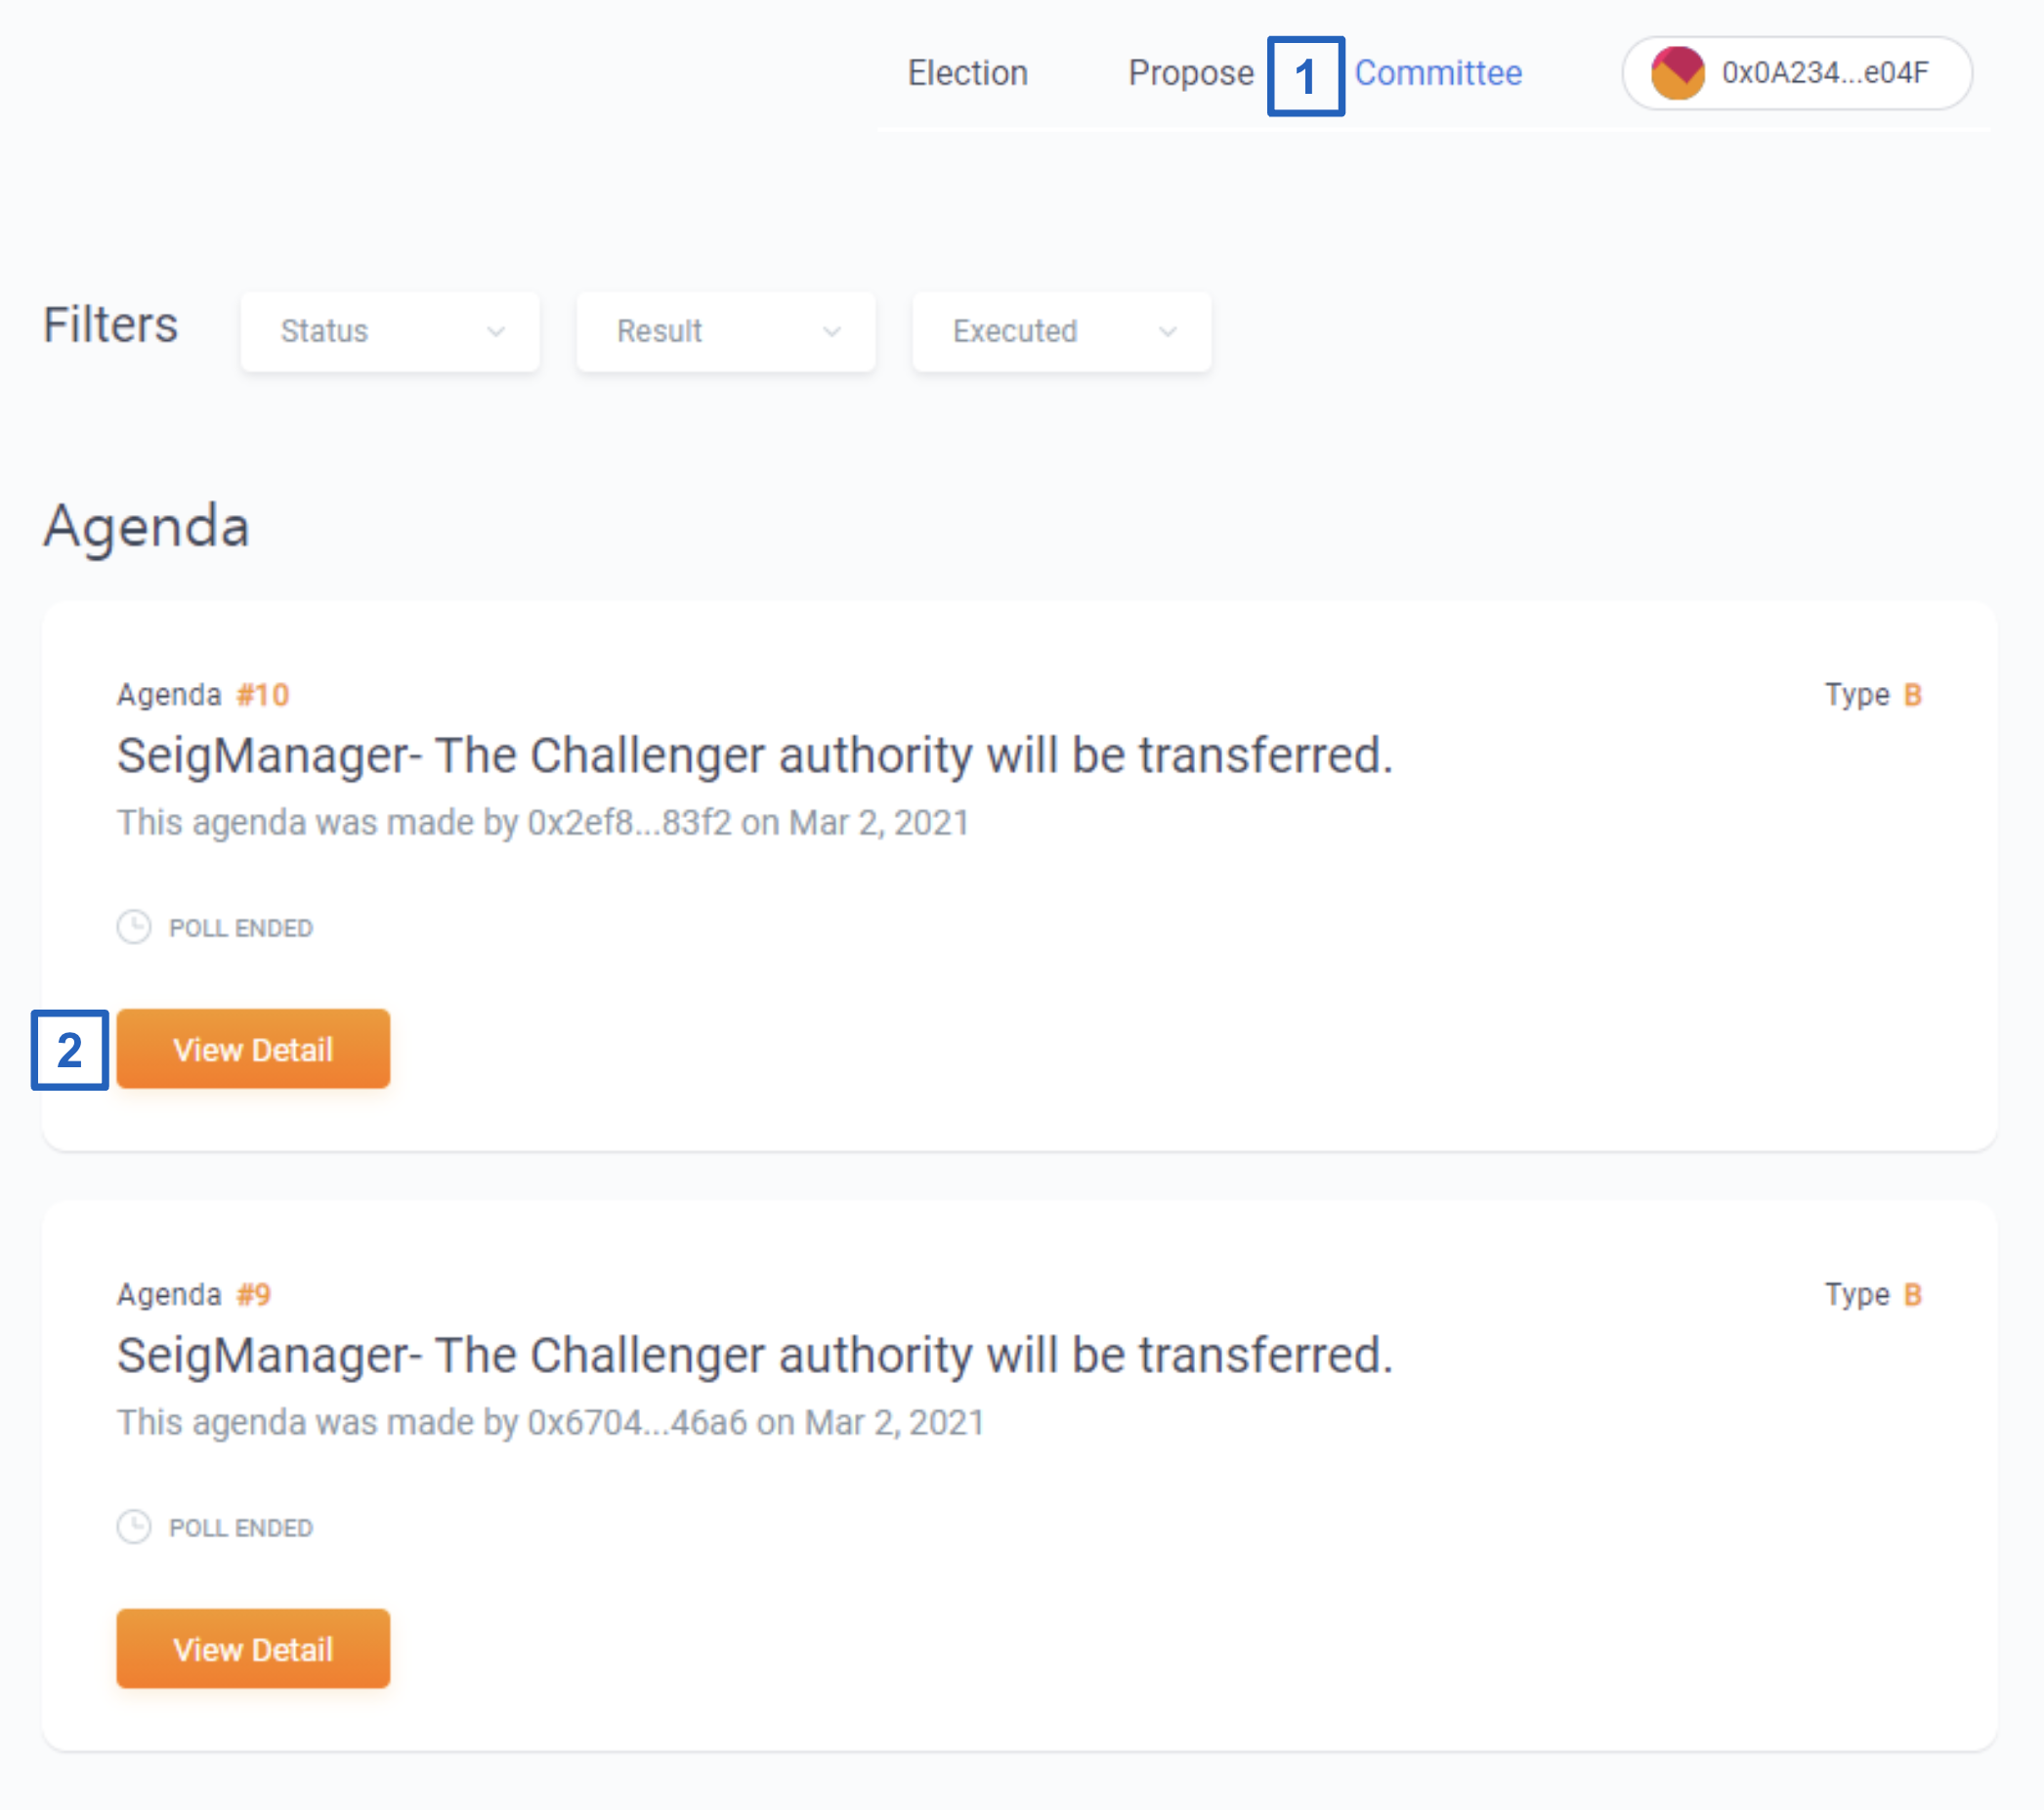 Election Propose 1 Committee 0x0A234...e04F
Filters Status Result Executed
Agenda
Agenda #10 Type B
SeigManager- The Challenger authority will be transferred.
This agenda was made by 0x2ef8...83f2 on Mar 2, 2021
POLL ENDED
2 View Detail
Agenda #9 Type B
SeigManager- The Challenger authority will be transferred.
This agenda was made by 0x6704...46a6 on Mar 2, 2021
POLL ENDED
View Detail